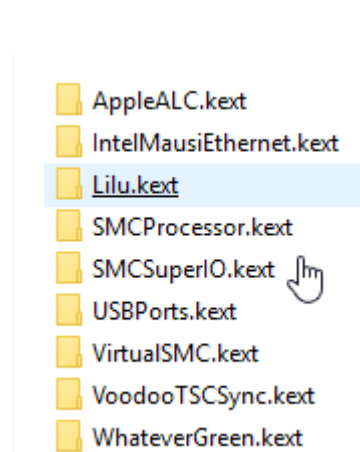 AppleALC.kext
IntelMausiEthernet.kext
Lilu.kext
SMCProcessor.kext
SMCSuperIO.kext
USBPorts.kext
VirtualSMC.kext
VoodooTSCSync.kext
WhateverGreen.kext